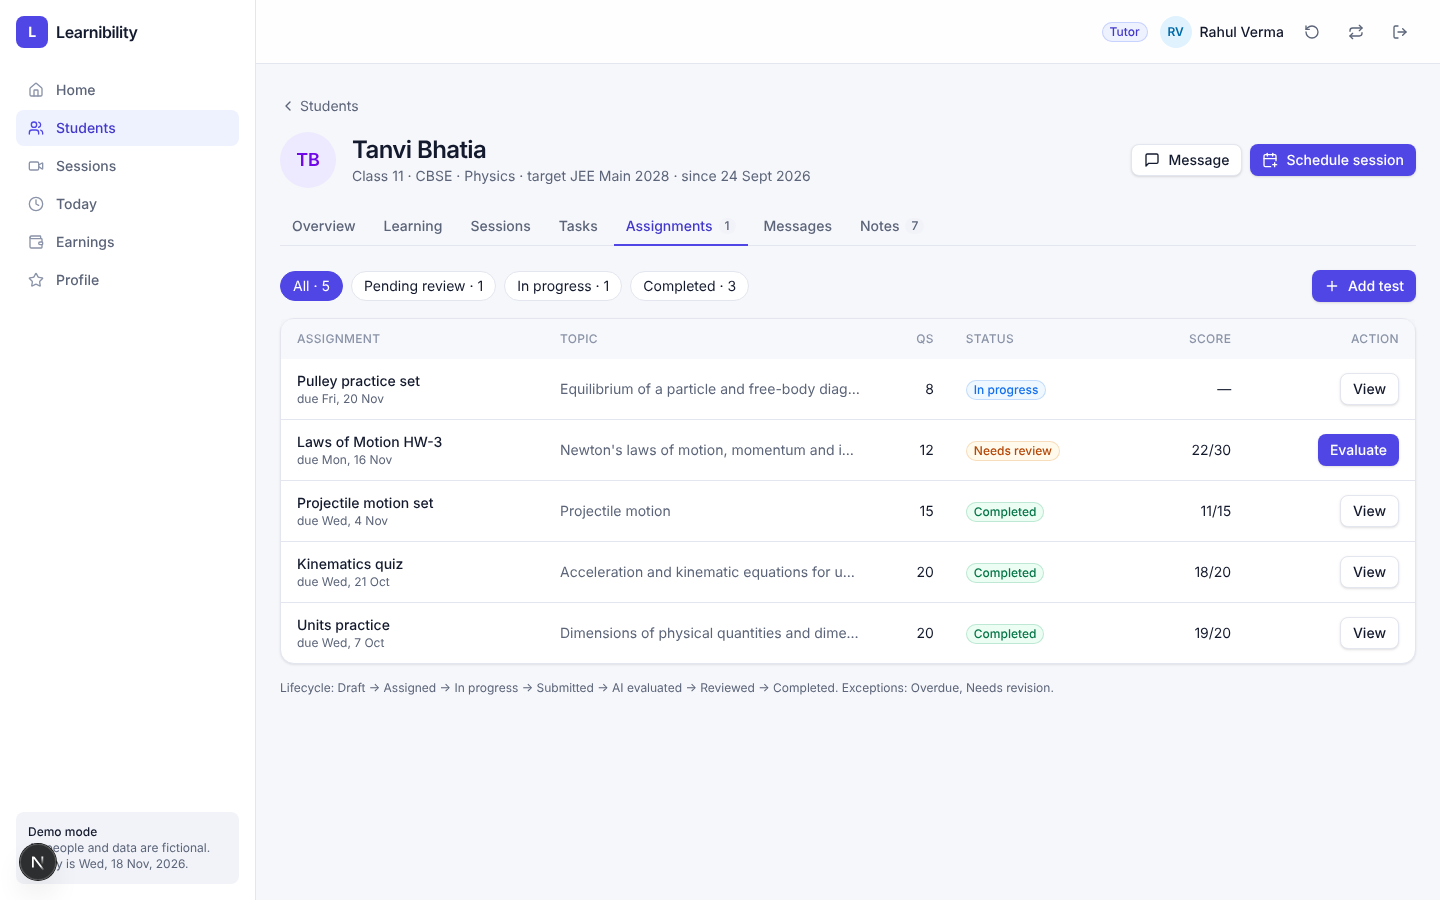 L Learnibility
Tutor RV Rahul Verma
Home
Students
Sessions
Today
Earnings
Profile
Students
TB
Tanvi Bhatia
Class 11 · CBSE · Physics · target JEE Main 2028 · since 24 Sept 2026
Message Schedule session
Overview Learning Sessions Tasks Assignments 1 Messages Notes 7
All · 5 Pending review · 1 In progress · 1 Completed · 3 Add test
ASSIGNMENT TOPIC QS STATUS SCORE ACTION
Pulley practice set
due Fri, 20 Nov
Equilibrium of a particle and free-body diag... 8 In progress — View
Laws of Motion HW-3
due Mon, 16 Nov
Newton's laws of motion, momentum and i... 12 Needs review 22/30 Evaluate
Projectile motion set
due Wed, 4 Nov
Projectile motion 15 Completed 11/15 View
Kinematics quiz
due Wed, 21 Oct
Acceleration and kinematic equations for u... 20 Completed 18/20 View
Units practice
due Wed, 7 Oct
Dimensions of physical quantities and dime... 20 Completed 19/20 View
Lifecycle: Draft → Assigned → In progress → Submitted → AI evaluated → Reviewed → Completed. Exceptions: Overdue, Needs revision.
Demo mode
people and data are fictional.
is Wed, 18 Nov, 2026.
N